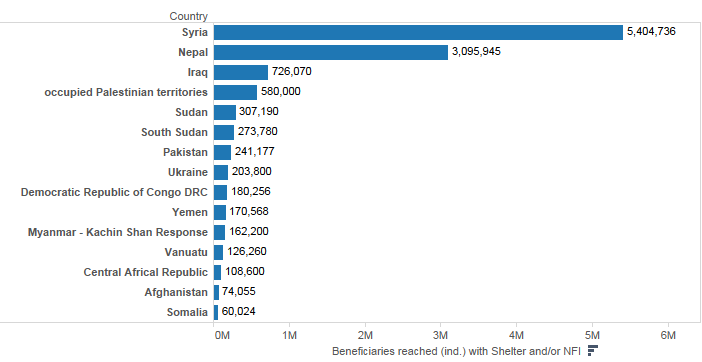 Country
Syria 5,404,736
Nepal 3,095,945
Iraq 726,070
occupied Palestinian territories 580,000
Sudan 307,190
South Sudan 273,780
Pakistan 241,177
Ukraine 203,800
Democratic Republic of Congo DRC 180,256
Yemen 170,568
Myanmar - Kachin Shan Response 162,200
Vanuatu 126,260
Central Africal Republic 108,600
Afghanistan 74,055
Somalia 60,024
0M 1M 2M 3M 4M 5M 6M
Beneficiaries reached (ind.) with Shelter and/or NFI